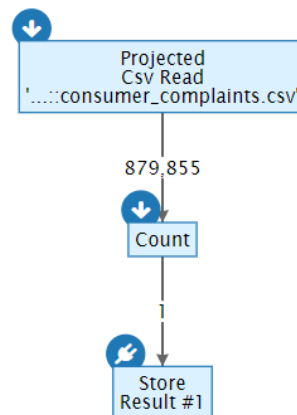 Projected
Csv Read
'...::consumer_complaints.csv'
879,855
Count
1
Store
Result #1